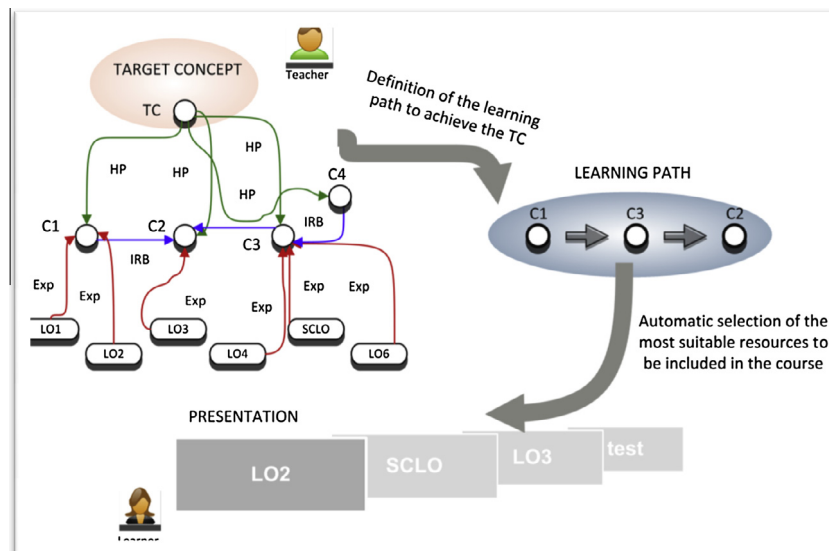 TARGET CONCEPT
TC
Teacher
Definition of the learning
path to achieve the TC
HP
HP
HP
HP
C4
C1
C2
C3
IRB
IRB
Exp
Exp
Exp
Exp
Exp
Exp
LO1
LO2
LO3
LO4
SCLO
LO6
LEARNING PATH
C1
C3
C2
Automatic selection of the
most suitable resources to
be included in the course
PRESENTATION
LO2
SCLO
LO3
test
Learner